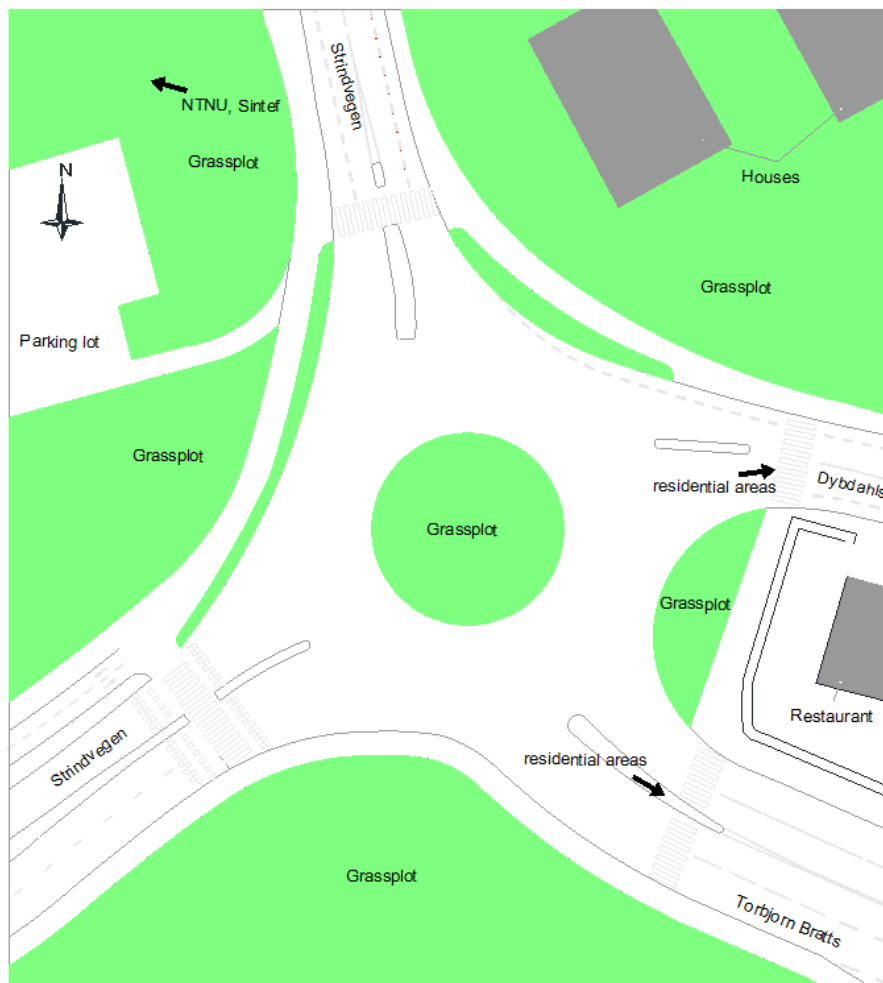 Strindvegen
NTNU, Sintef
Grassplot
N
Houses
Grassplot
Parking lot
Grassplot
residential areas
Dybdahls
Grassplot
Grassplot
Restaurant
Strindvegen
residential areas
Grassplot
Torbjorn Bratts